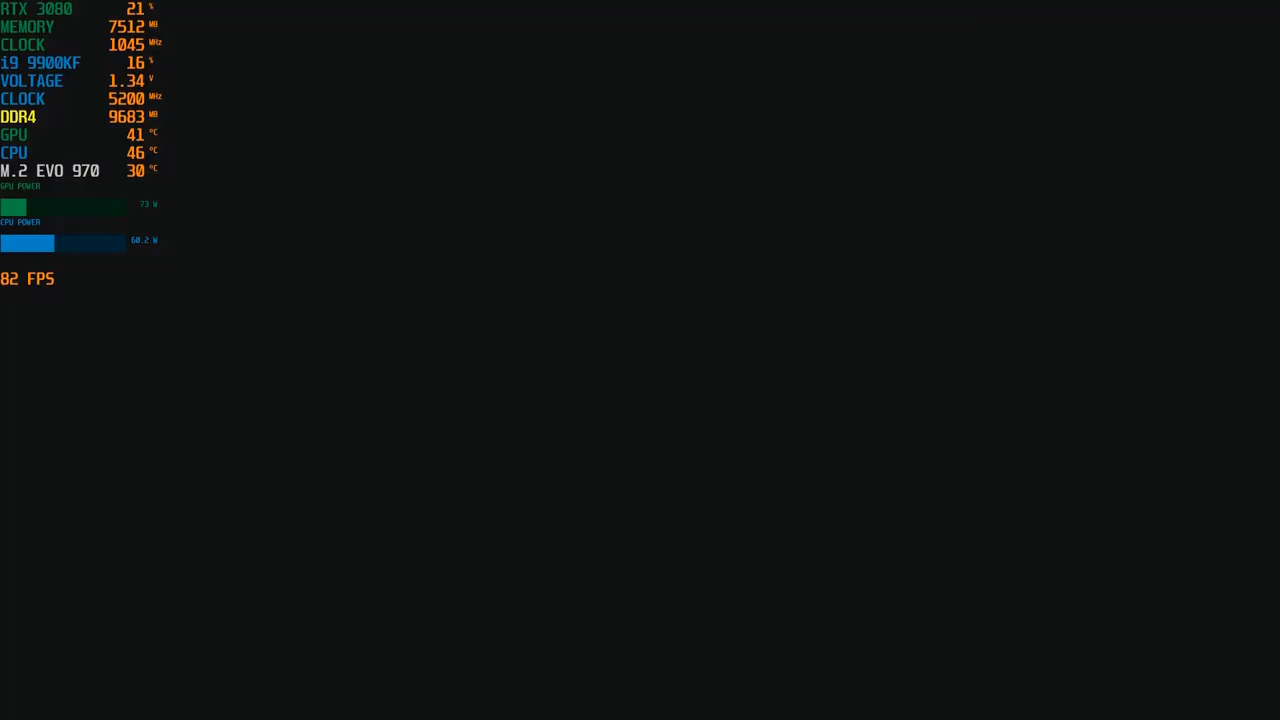 RTX 3080 21 %
MEMORY 7512 MB
CLOCK 1045 MHz
i9 9900KF 16 %
VOLTAGE 1.34 V
CLOCK 5200 MHz
DDR4 9683 MB
GPU 41 °C
CPU 46 °C
M.2 EVO 970 30 °C
GPU POWER
73 W
CPU POWER
60.2 W
82 FPS